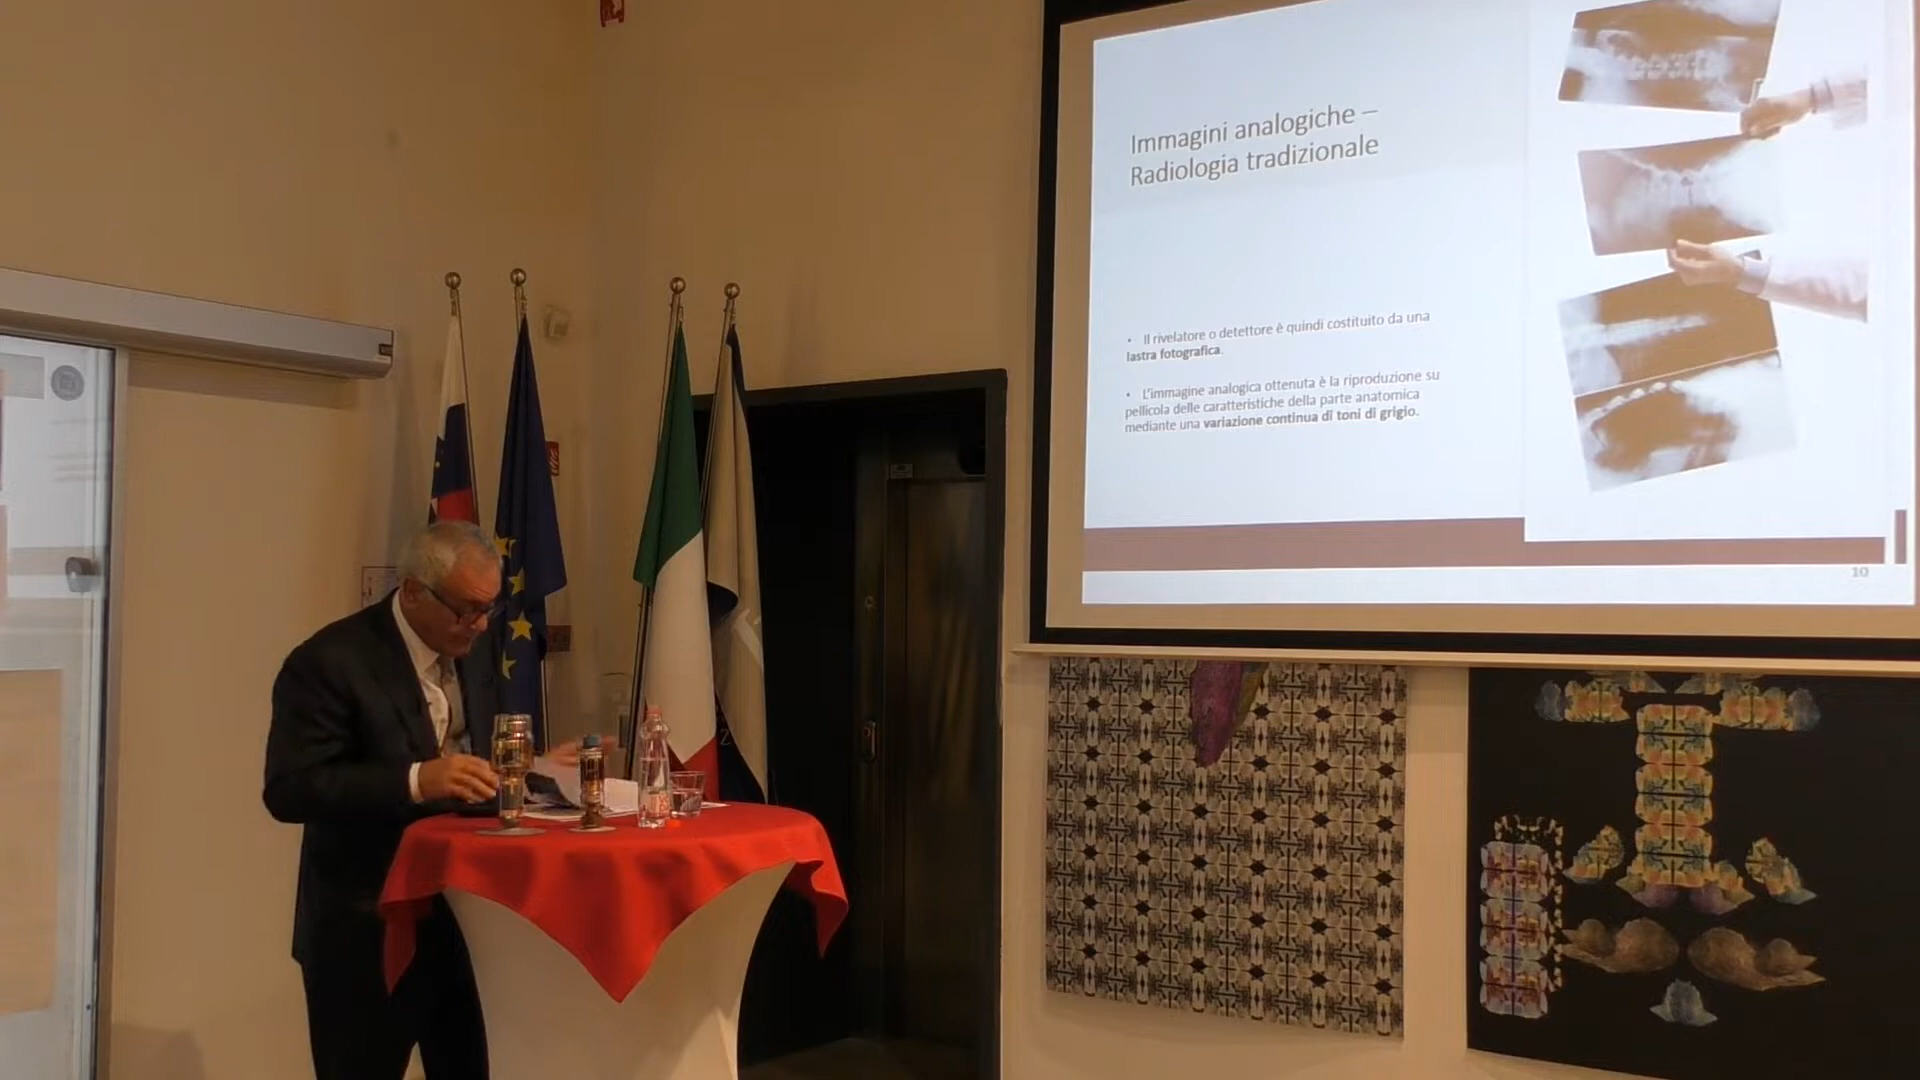 Immagini analogiche –
Radiologia tradizionale
• Il rivelatore o detettore è quindi costituito da una
lastra fotografica.
• L'immagine analogica ottenuta è la riproduzione su
pellicola delle caratteristiche della parte anatomica
mediante una variazione continua di toni di grigio.
10